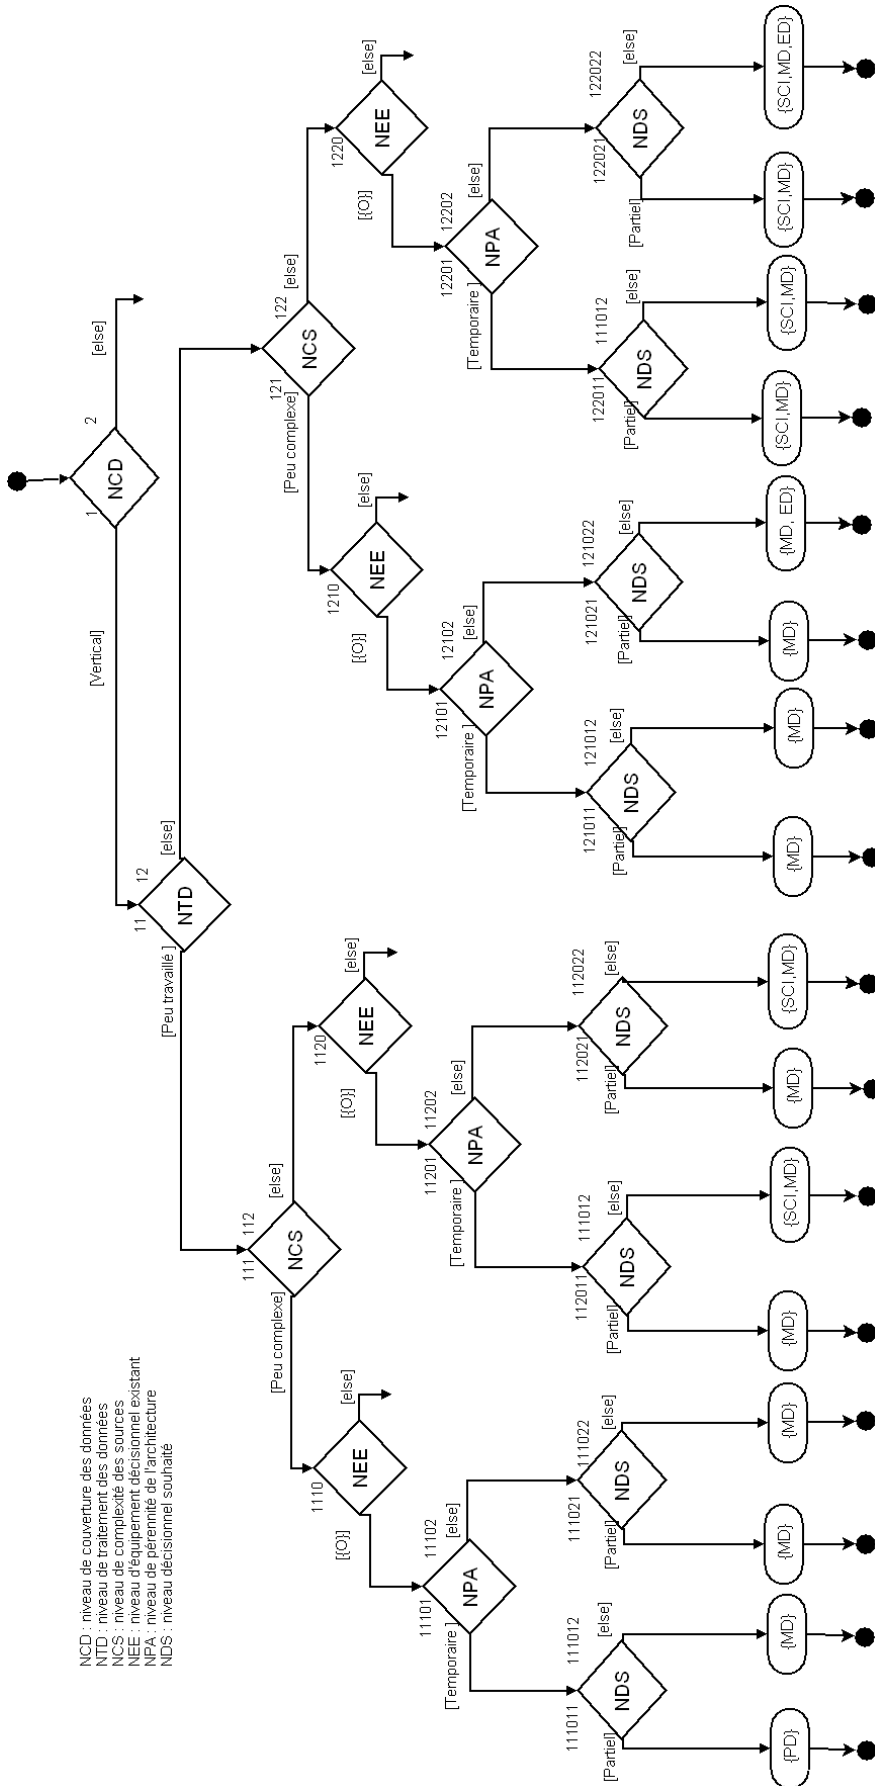 NCD : niveau de couverture des données
NTD : niveau de traitement des données
NCS : niveau de complexité des sources
NEE : niveau d'équipement décisionnel existant
NPA : niveau de pérennité de l'architecture
NDS : niveau décisionnel souhaité
1
2
NCD
[Vertical]
[else]
11
12
NTD
[Peu travaillé ]
[else]
111
112
NCS
[Peu complexe]
[else]
121
122
NCS
[Peu complexe]
[else]
1110
NEE
[{O}]
[else]
1120
NEE
[{O}]
[else]
1210
NEE
[{O}]
[else]
1220
NEE
[{O}]
[else]
11101
11102
NPA
[Temporaire ]
[else]
11201
11202
NPA
[Temporaire ]
[else]
12101
12102
NPA
[Temporaire ]
[else]
12201
12202
NPA
[Temporaire ]
[else]
111011
111012
NDS
[Partiel]
[else]
111021
111022
NDS
[Partiel]
[else]
112011
111012
NDS
[Partiel]
[else]
112021
112022
NDS
[Partiel]
[else]
121011
121012
NDS
[Partiel]
[else]
121021
121022
NDS
[Partiel]
[else]
122011
111012
NDS
[Partiel]
[else]
122021
122022
NDS
[Partiel]
[else]
{PD}
{MD}
{MD}
{MD}
{MD}
{SCI,MD}
{MD}
{SCI,MD}
{MD}
{MD}
{MD}
{MD, ED}
{SCI,MD}
{SCI,MD}
{SCI,MD}
{SCI,MD,ED}